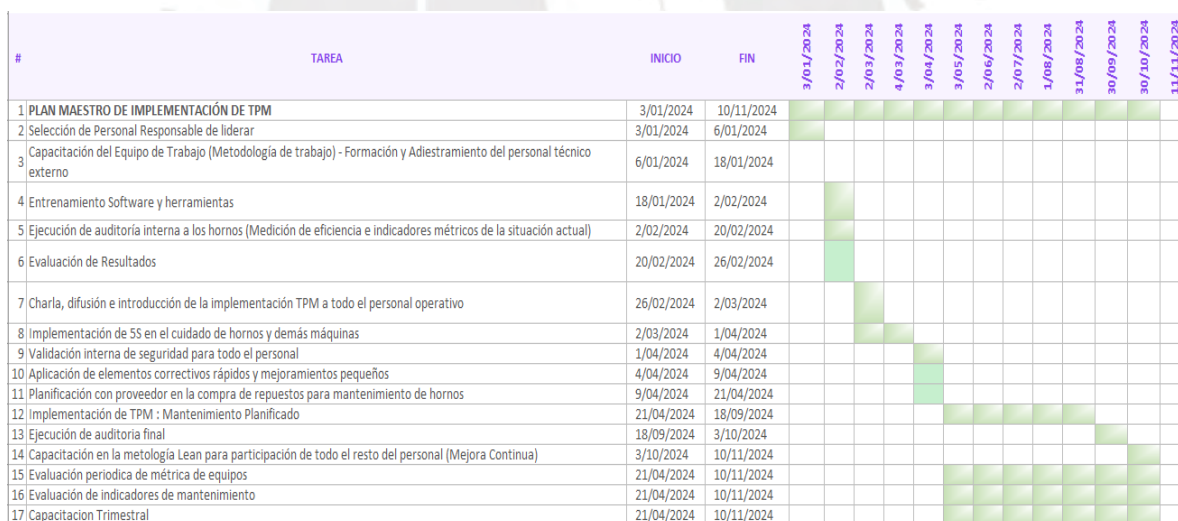 # TAREA INICIO FIN 3/01/2024 2/02/2024 2/03/2024 4/03/2024 3/04/2024 3/05/2024 2/06/2024 2/07/2024 1/08/2024 31/08/2024 30/09/2024 30/10/2024 11/11/2024
1 PLAN MAESTRO DE IMPLEMENTACIÓN DE TPM 3/01/2024 10/11/2024
2 Selección de Personal Responsable de liderar 3/01/2024 6/01/2024
3 Capacitación del Equipo de Trabajo (Metodología de trabajo) - Formación y Adiestramiento del personal técnico
externo 6/01/2024 18/01/2024
4 Entrenamiento Software y herramientas 18/01/2024 2/02/2024
5 Ejecución de auditoría interna a los hornos (Medición de eficiencia e indicadores métricos de la situación actual) 2/02/2024 20/02/2024
6 Evaluación de Resultados 20/02/2024 26/02/2024
7 Charla, difusión e introducción de la implementación TPM a todo el personal operativo 26/02/2024 2/03/2024
8 Implementación de 5S en el cuidado de hornos y demás máquinas 2/03/2024 1/04/2024
9 Validación interna de seguridad para todo el personal 1/04/2024 4/04/2024
10 Aplicación de elementos correctivos rápidos y mejoramientos pequeños 4/04/2024 9/04/2024
11 Planificación con proveedor en la compra de repuestos para mantenimiento de hornos 9/04/2024 21/04/2024
12 Implementación de TPM : Mantenimiento Planificado 21/04/2024 18/09/2024
13 Ejecución de auditoria final 18/09/2024 3/10/2024
14 Capacitación en la metología Lean para participación de todo el resto del personal (Mejora Continua) 3/10/2024 10/11/2024
15 Evaluación periodica de métrica de equipos 21/04/2024 10/11/2024
16 Evaluación de indicadores de mantenimiento 21/04/2024 10/11/2024
17 Capacitacion Trimestral 21/04/2024 10/11/2024